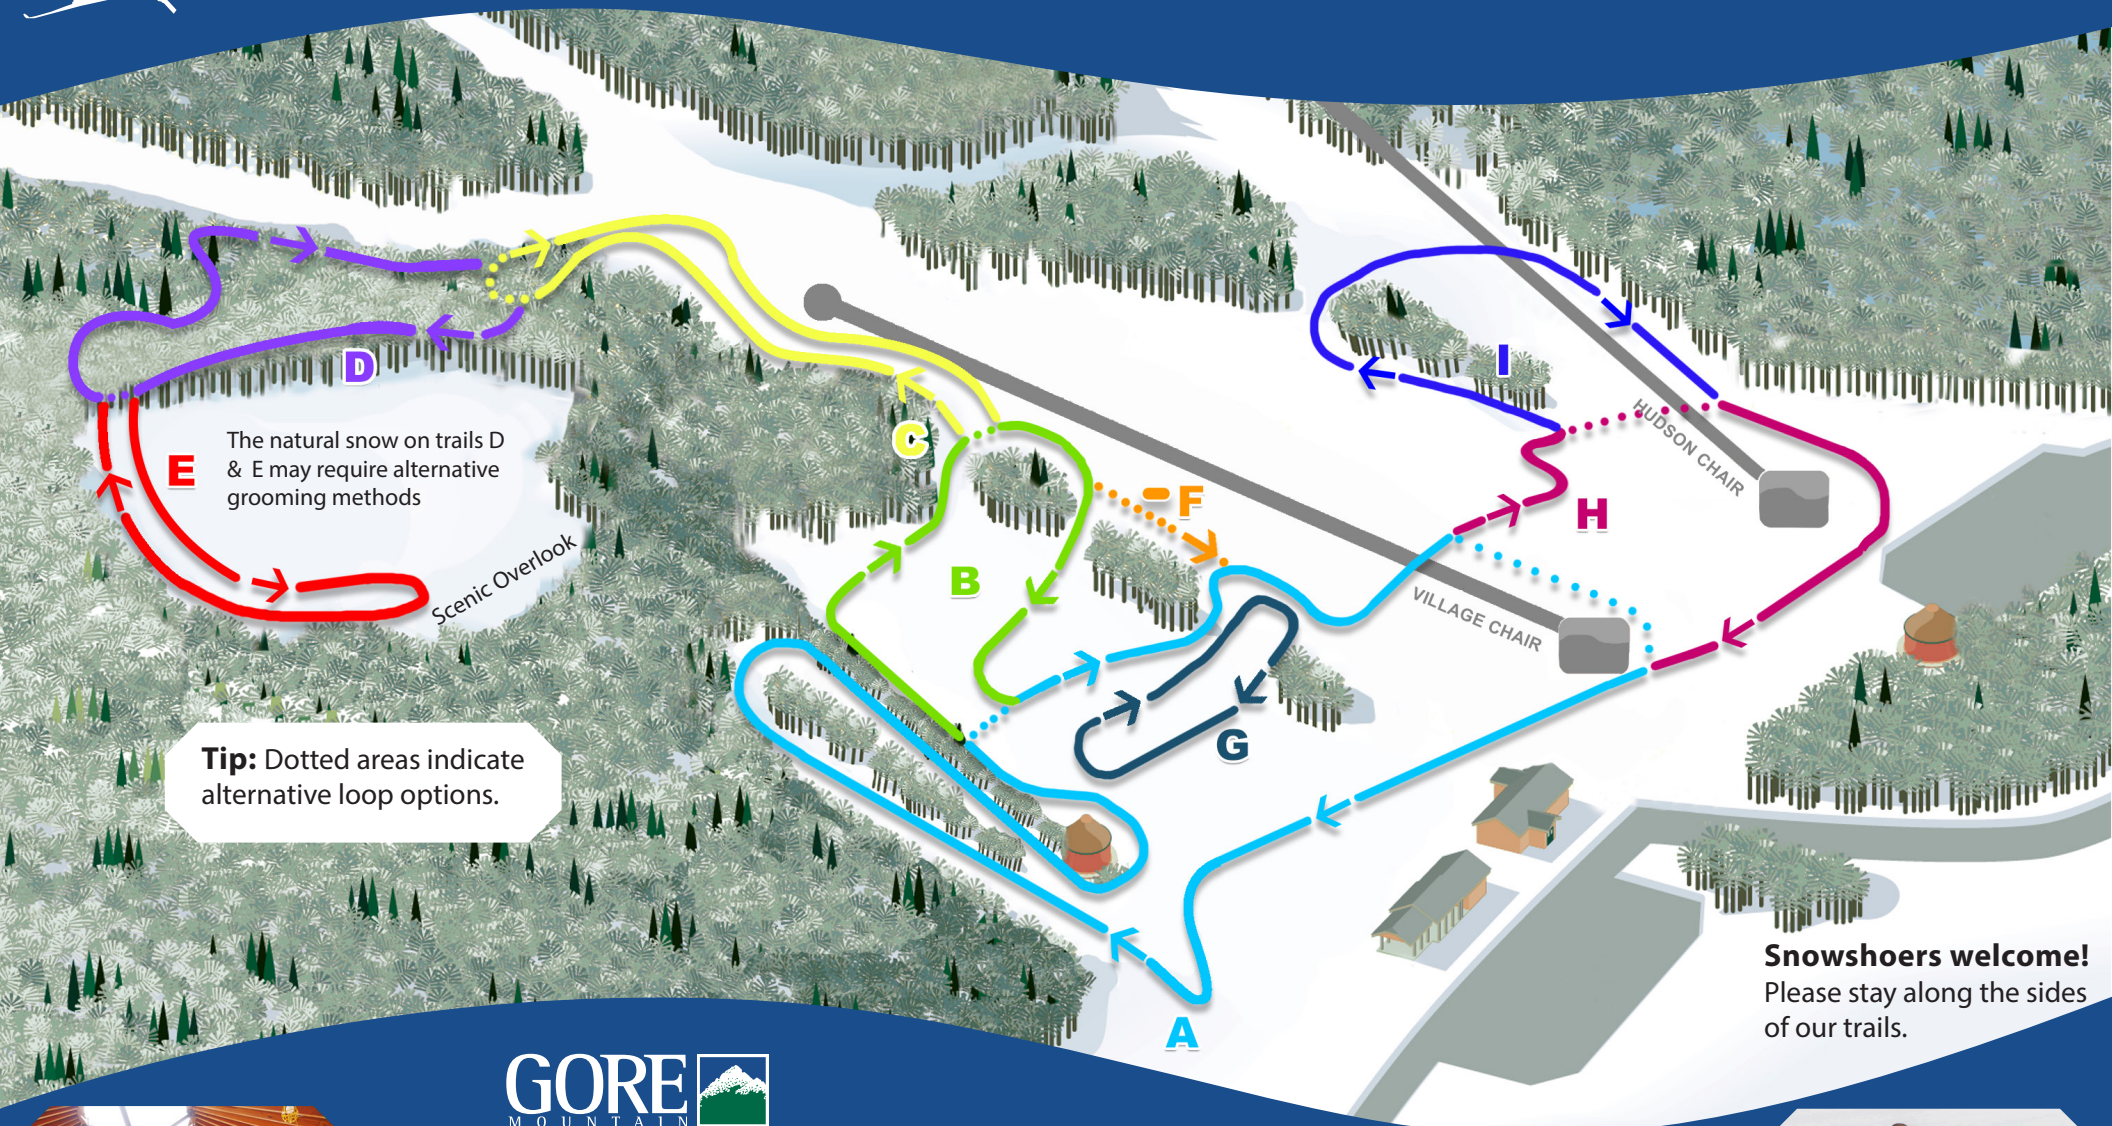 D
I
HUDSON CHAIR
C
The natural snow on trails D
& E may require alternative
grooming methods
E
- F
H
Scenic Overlook
B
VILLAGE CHAIR
G
Tip: Dotted areas indicate
alternative loop options.
Snowshoers welcome!
Please stay along the sides
of our trails.
A
GORE
MOUNTAIN